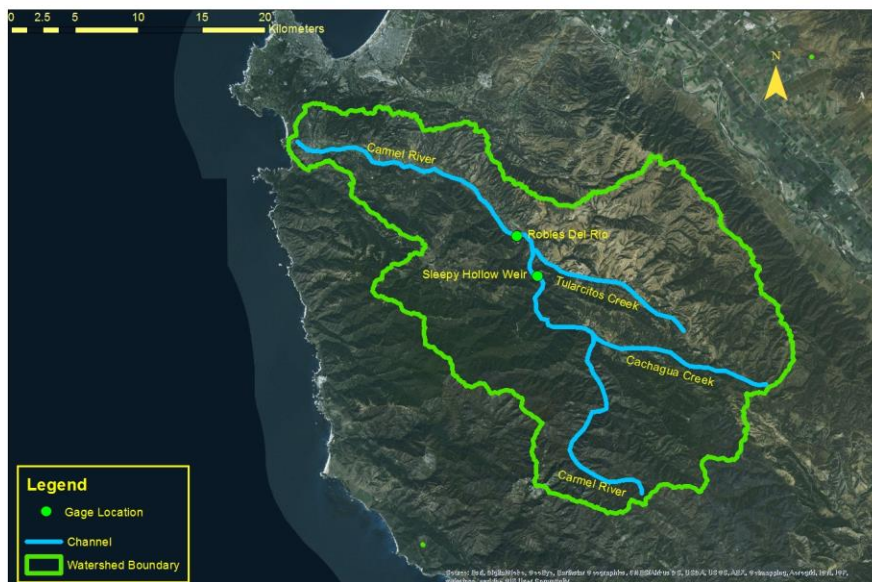 0 2.5 5 10 15 20
Kilometers
N
Carmel River
Robles Del Rio
Sleepy Hollow Weir
Tularcitos Creek
Cachagua Creek
Carmel River
Legend
Gage Location
Channel
Watershed Boundary